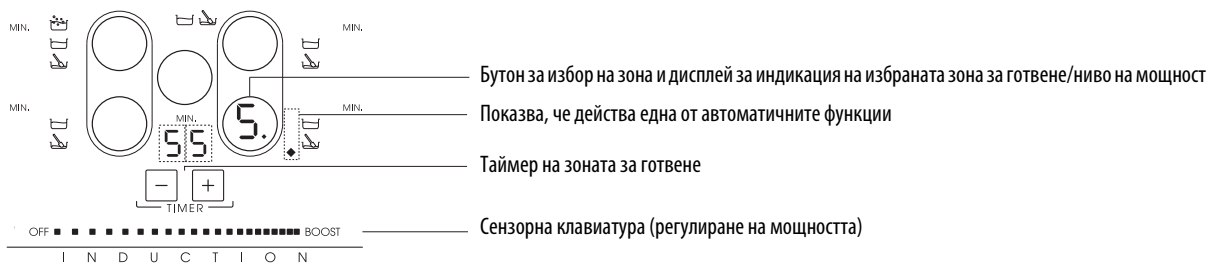 MIN.
MIN.
Бутон за избор на зона и дисплей за индикация на избраната зона за готвене/ниво на мощност
MIN.
MIN.
Показва, че действа една от автоматичните функции
MIN.
5.
55
Таймер на зоната за готвене
− +
TIMER
Сензорна клавиатура (регулиране на мощността)
OFF BOOST
INDUCTION